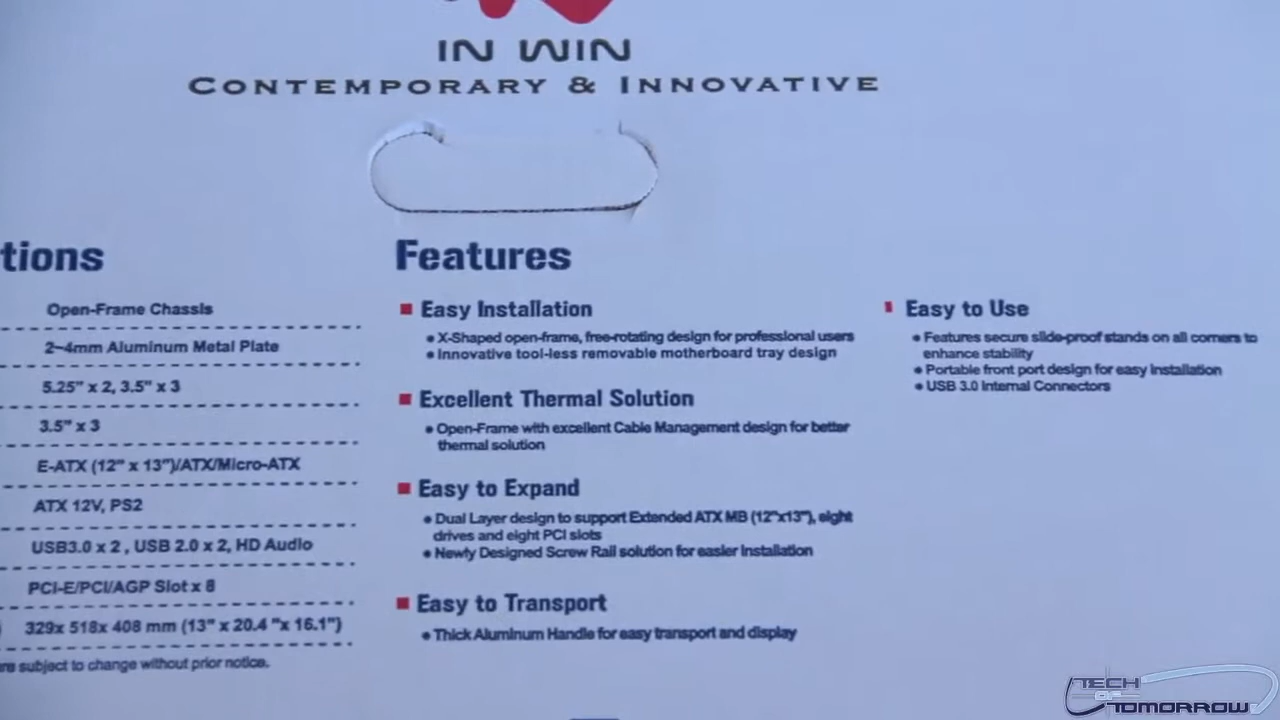 IN WIN
CONTEMPORARY & INNOVATIVE
tions
Open-Frame Chassis
2~4mm Aluminum Metal Plate
5.25" x 2, 3.5" x 3
3.5" x 3
E-ATX (12" x 13")/ATX/Micro-ATX
ATX 12V, PS2
USB3.0 x 2 , USB 2.0 x 2, HD Audio
PCI-E/PCI/AGP Slot x 8
) 329x 518x 408 mm (13" x 20.4 "x 16.1")
are subject to change without prior notice.
Features
Easy Installation
• X-Shaped open-frame, free-rotating design for professional users
• Innovative tool-less removable motherboard tray design
Excellent Thermal Solution
• Open-Frame with excellent Cable Management design for better
thermal solution
Easy to Expand
• Dual Layer design to support Extended ATX MB (12"x13"), eight
drives and eight PCI slots
• Newly Designed Screw Rail solution for easier installation
Easy to Transport
• Thick Aluminum Handle for easy transport and display
Easy to Use
• Features secure slide-proof stands on all corners to
enhance stability
• Portable front port design for easy installation
• USB 3.0 Internal Connectors
TECH
OF
TOMORROW